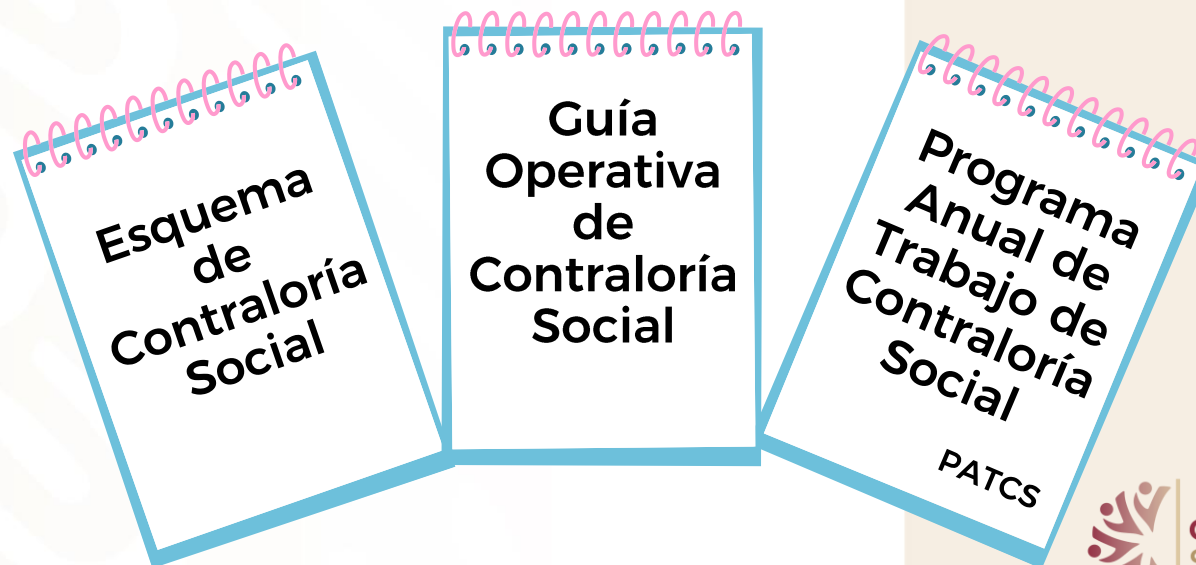 Esquema
de
Contraloría
Social
Guía
Operativa
de
Contraloría
Social
Programa
Anual de
Trabajo de
Contraloría
Social
PATCS